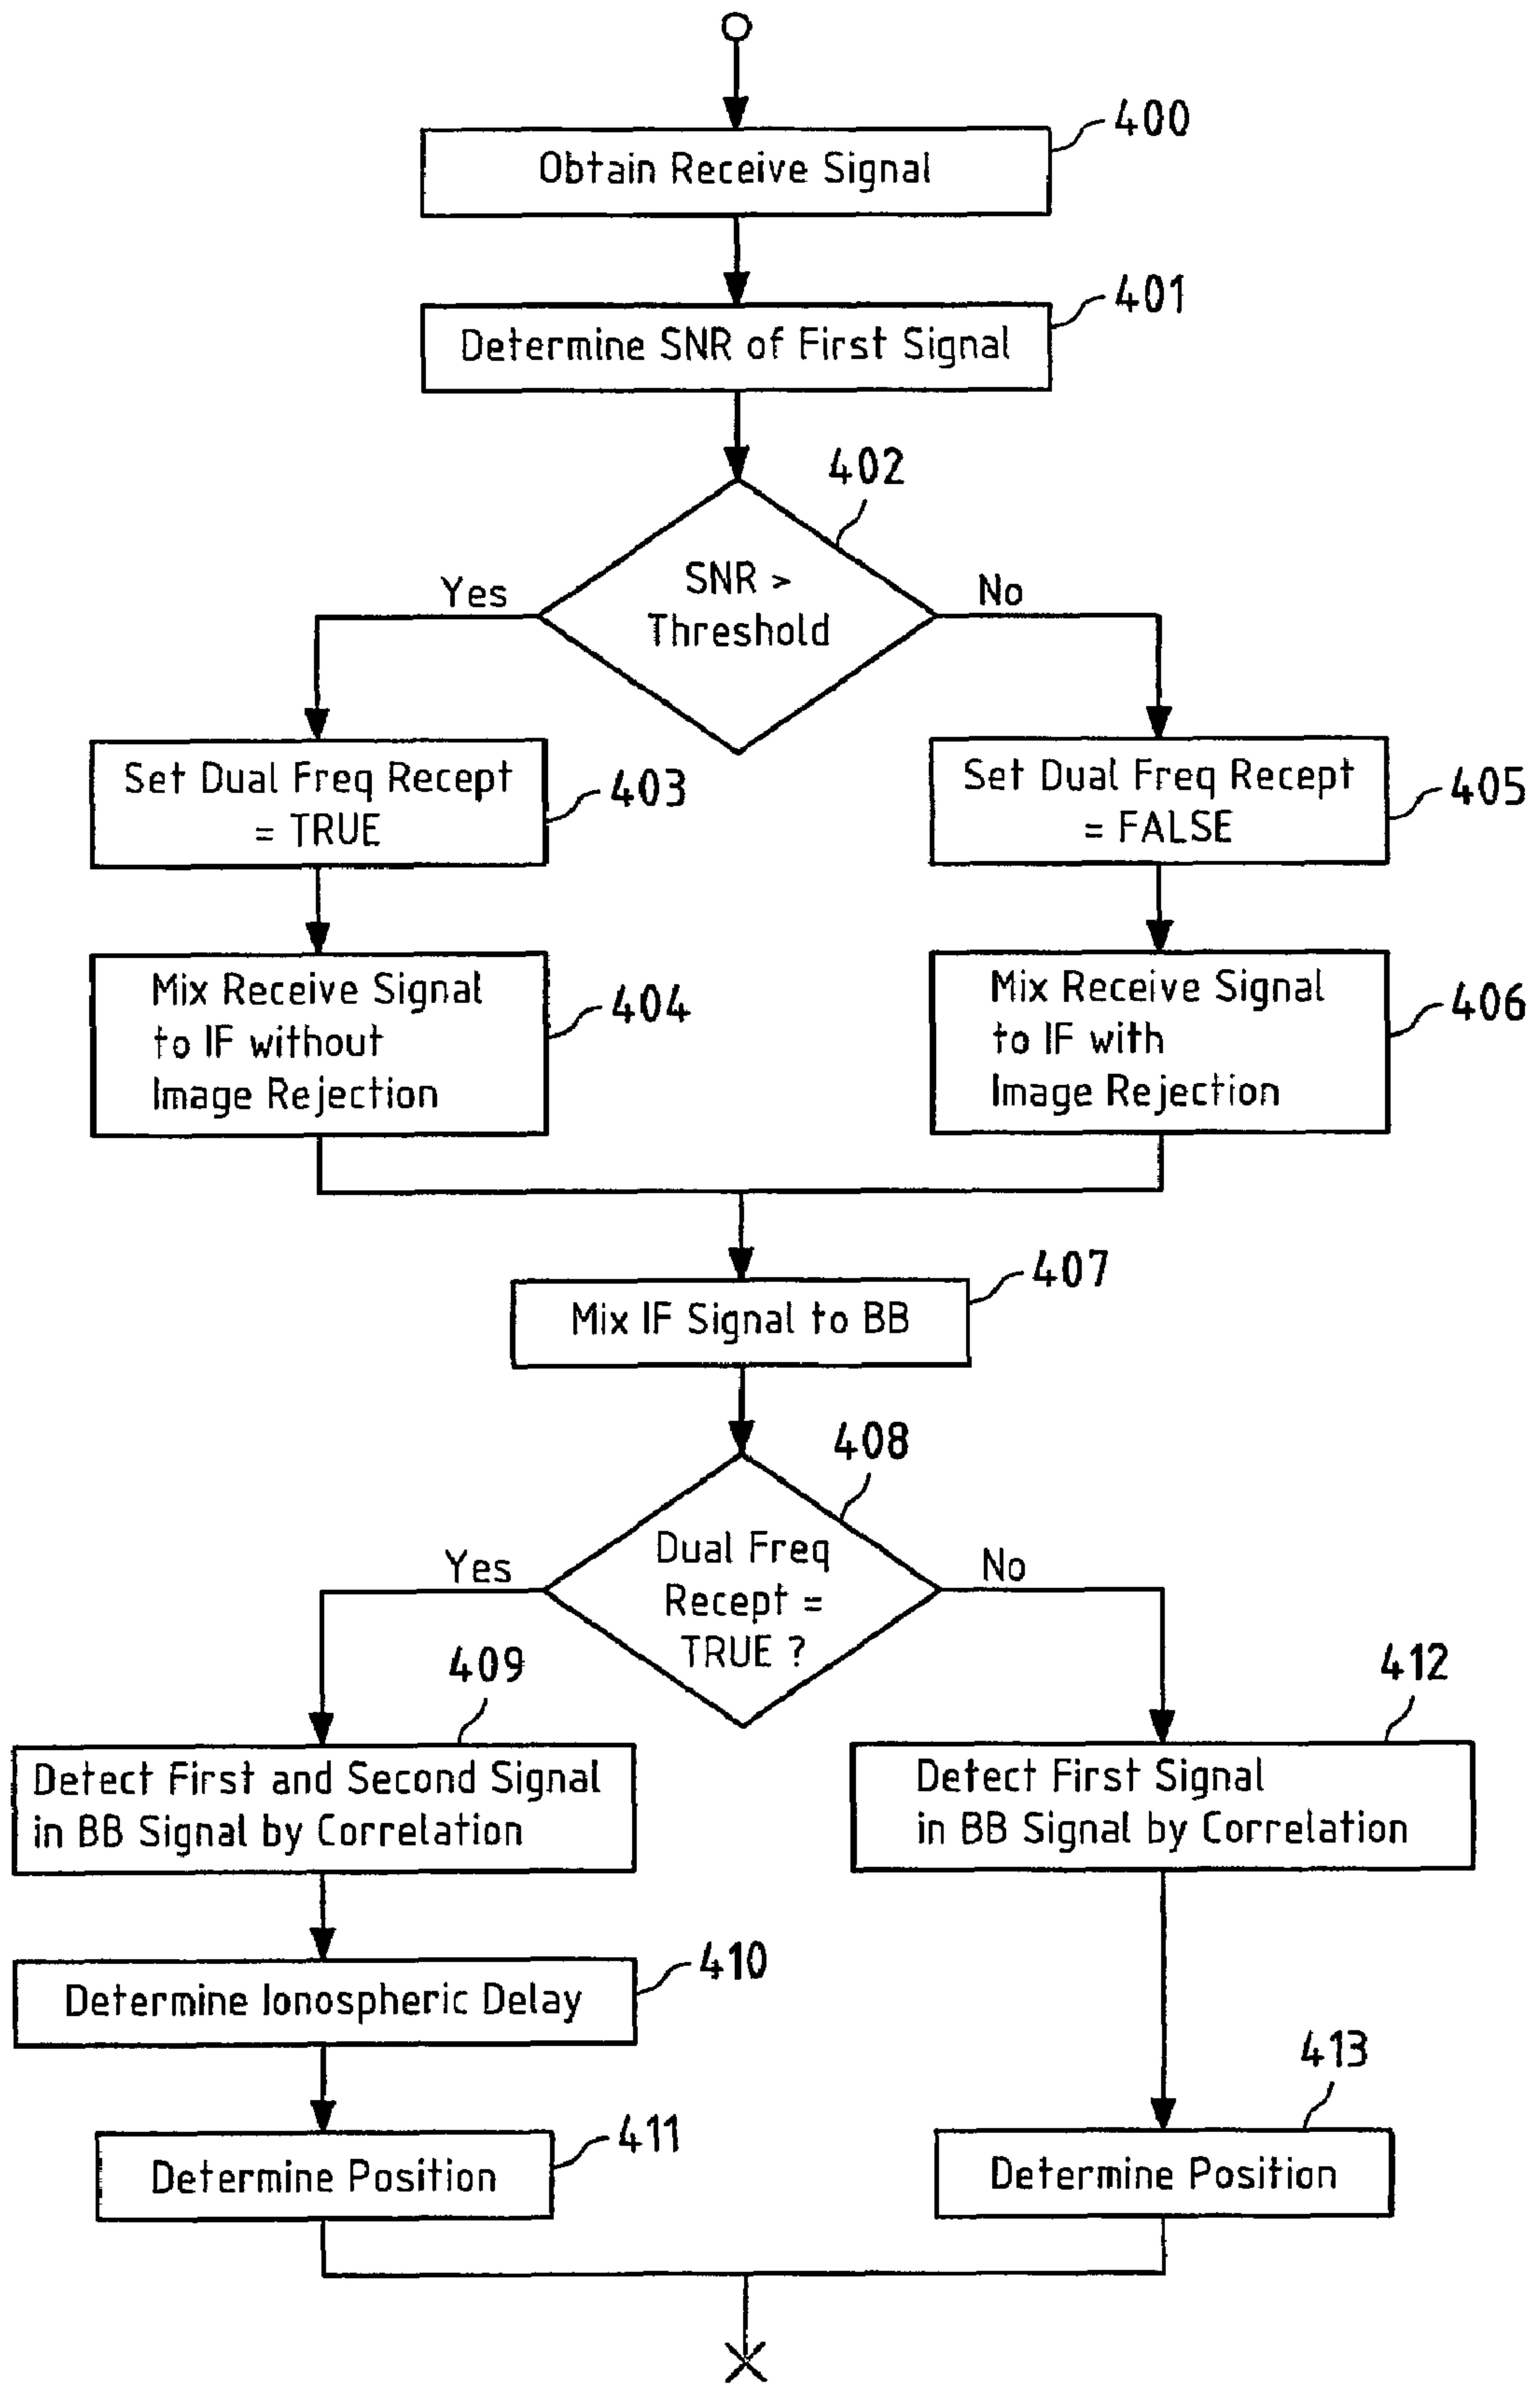 400
Obtain Receive Signal
401
Determine SNR of First Signal
402
SNR >
Threshold
Yes
No
Set Dual Freq Recept
= TRUE
403
Set Dual Freq Recept
= FALSE
405
Mix Receive Signal
to IF without
Image Rejection
404
Mix Receive Signal
to IF with
Image Rejection
406
407
Mix IF Signal to BB
408
Dual Freq
Recept =
TRUE ?
Yes
No
409
Detect First and Second Signal
in BB Signal by Correlation
412
Detect First Signal
in BB Signal by Correlation
410
Determine Ionospheric Delay
411
Determine Position
413
Determine Position